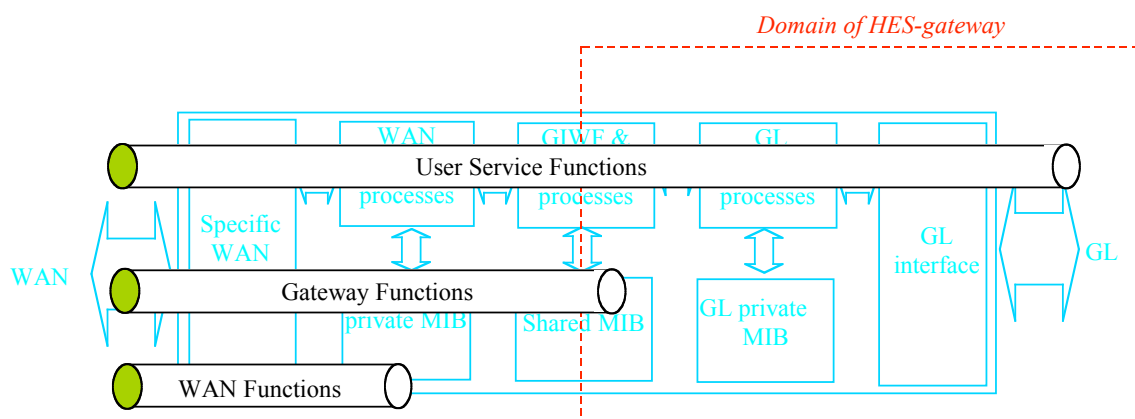 Domain of HES-gateway
WAN
GIWF &
GL
User Service Functions
processes
processes
processes
Specific
WAN
GL
interface
WAN
GL
Gateway Functions
private MIB
Shared MIB
GL private
MIB
WAN Functions